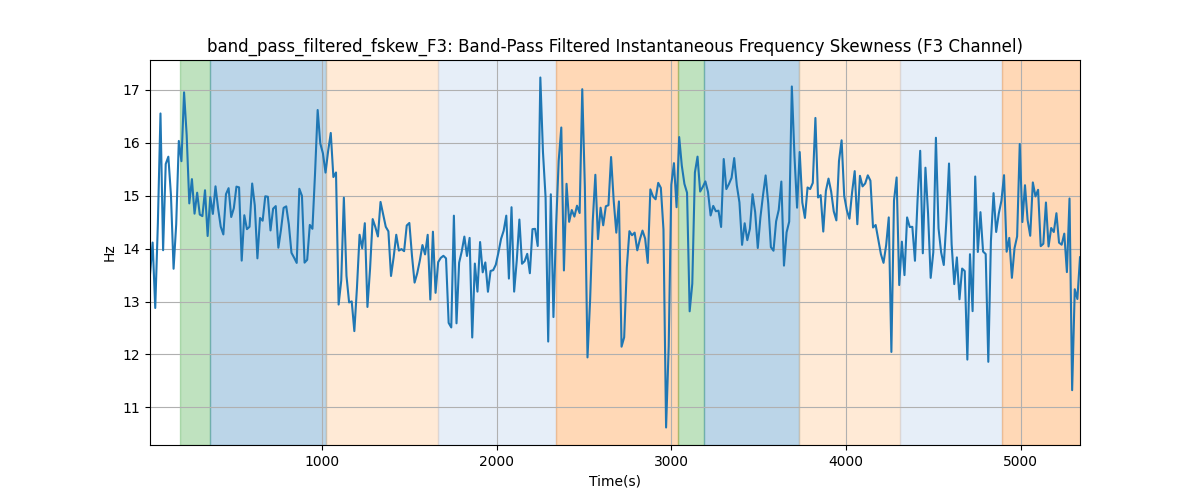 band_pass_filtered_fskew_F3: Band-Pass Filtered Instantaneous Frequency Skewness (F3 Channel)
17
16
15
14
13
12
11
Hz
1000 2000 3000 4000 5000
Time(s)